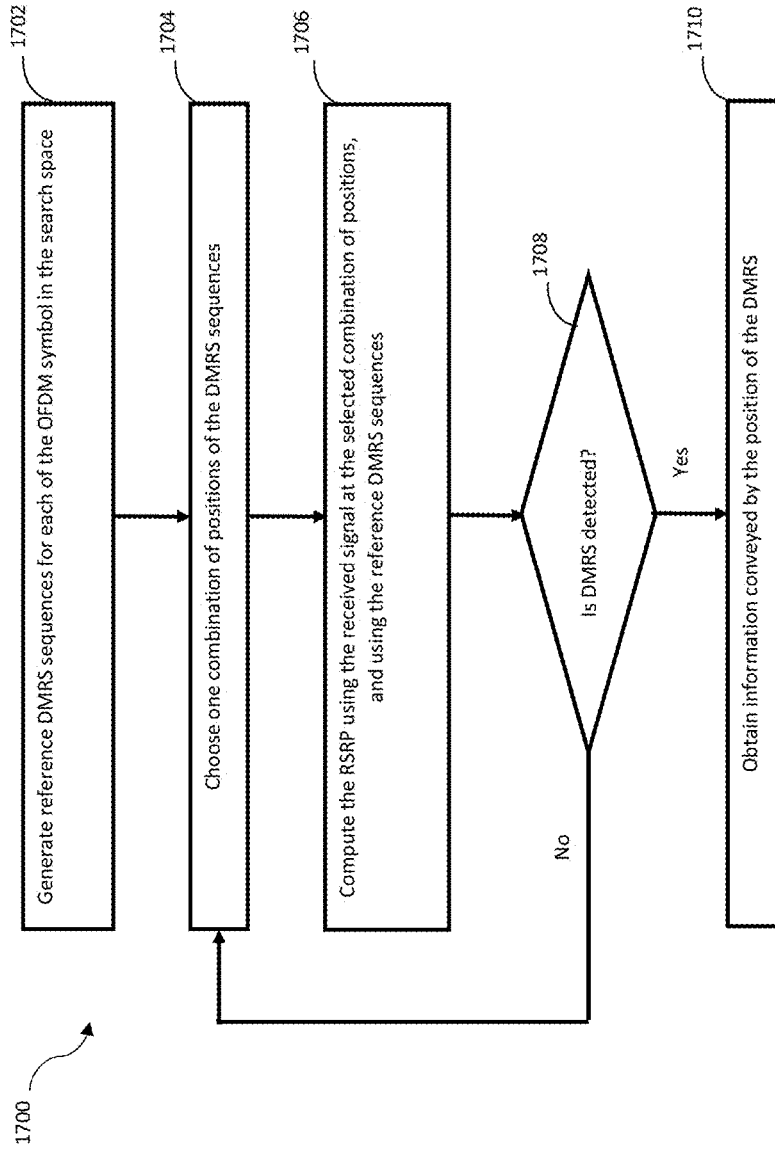 1700
Generate reference DMRS sequences for each of the OFDM symbol in the search space
1702
Choose one combination of positions of the DMRS sequences
1704
Compute the RSRP using the received signal at the selected combination of positions,
and using the reference DMRS sequences
1706
Is DMRS detected?
1708
No
Yes
Obtain information conveyed by the position of the DMRS
1710